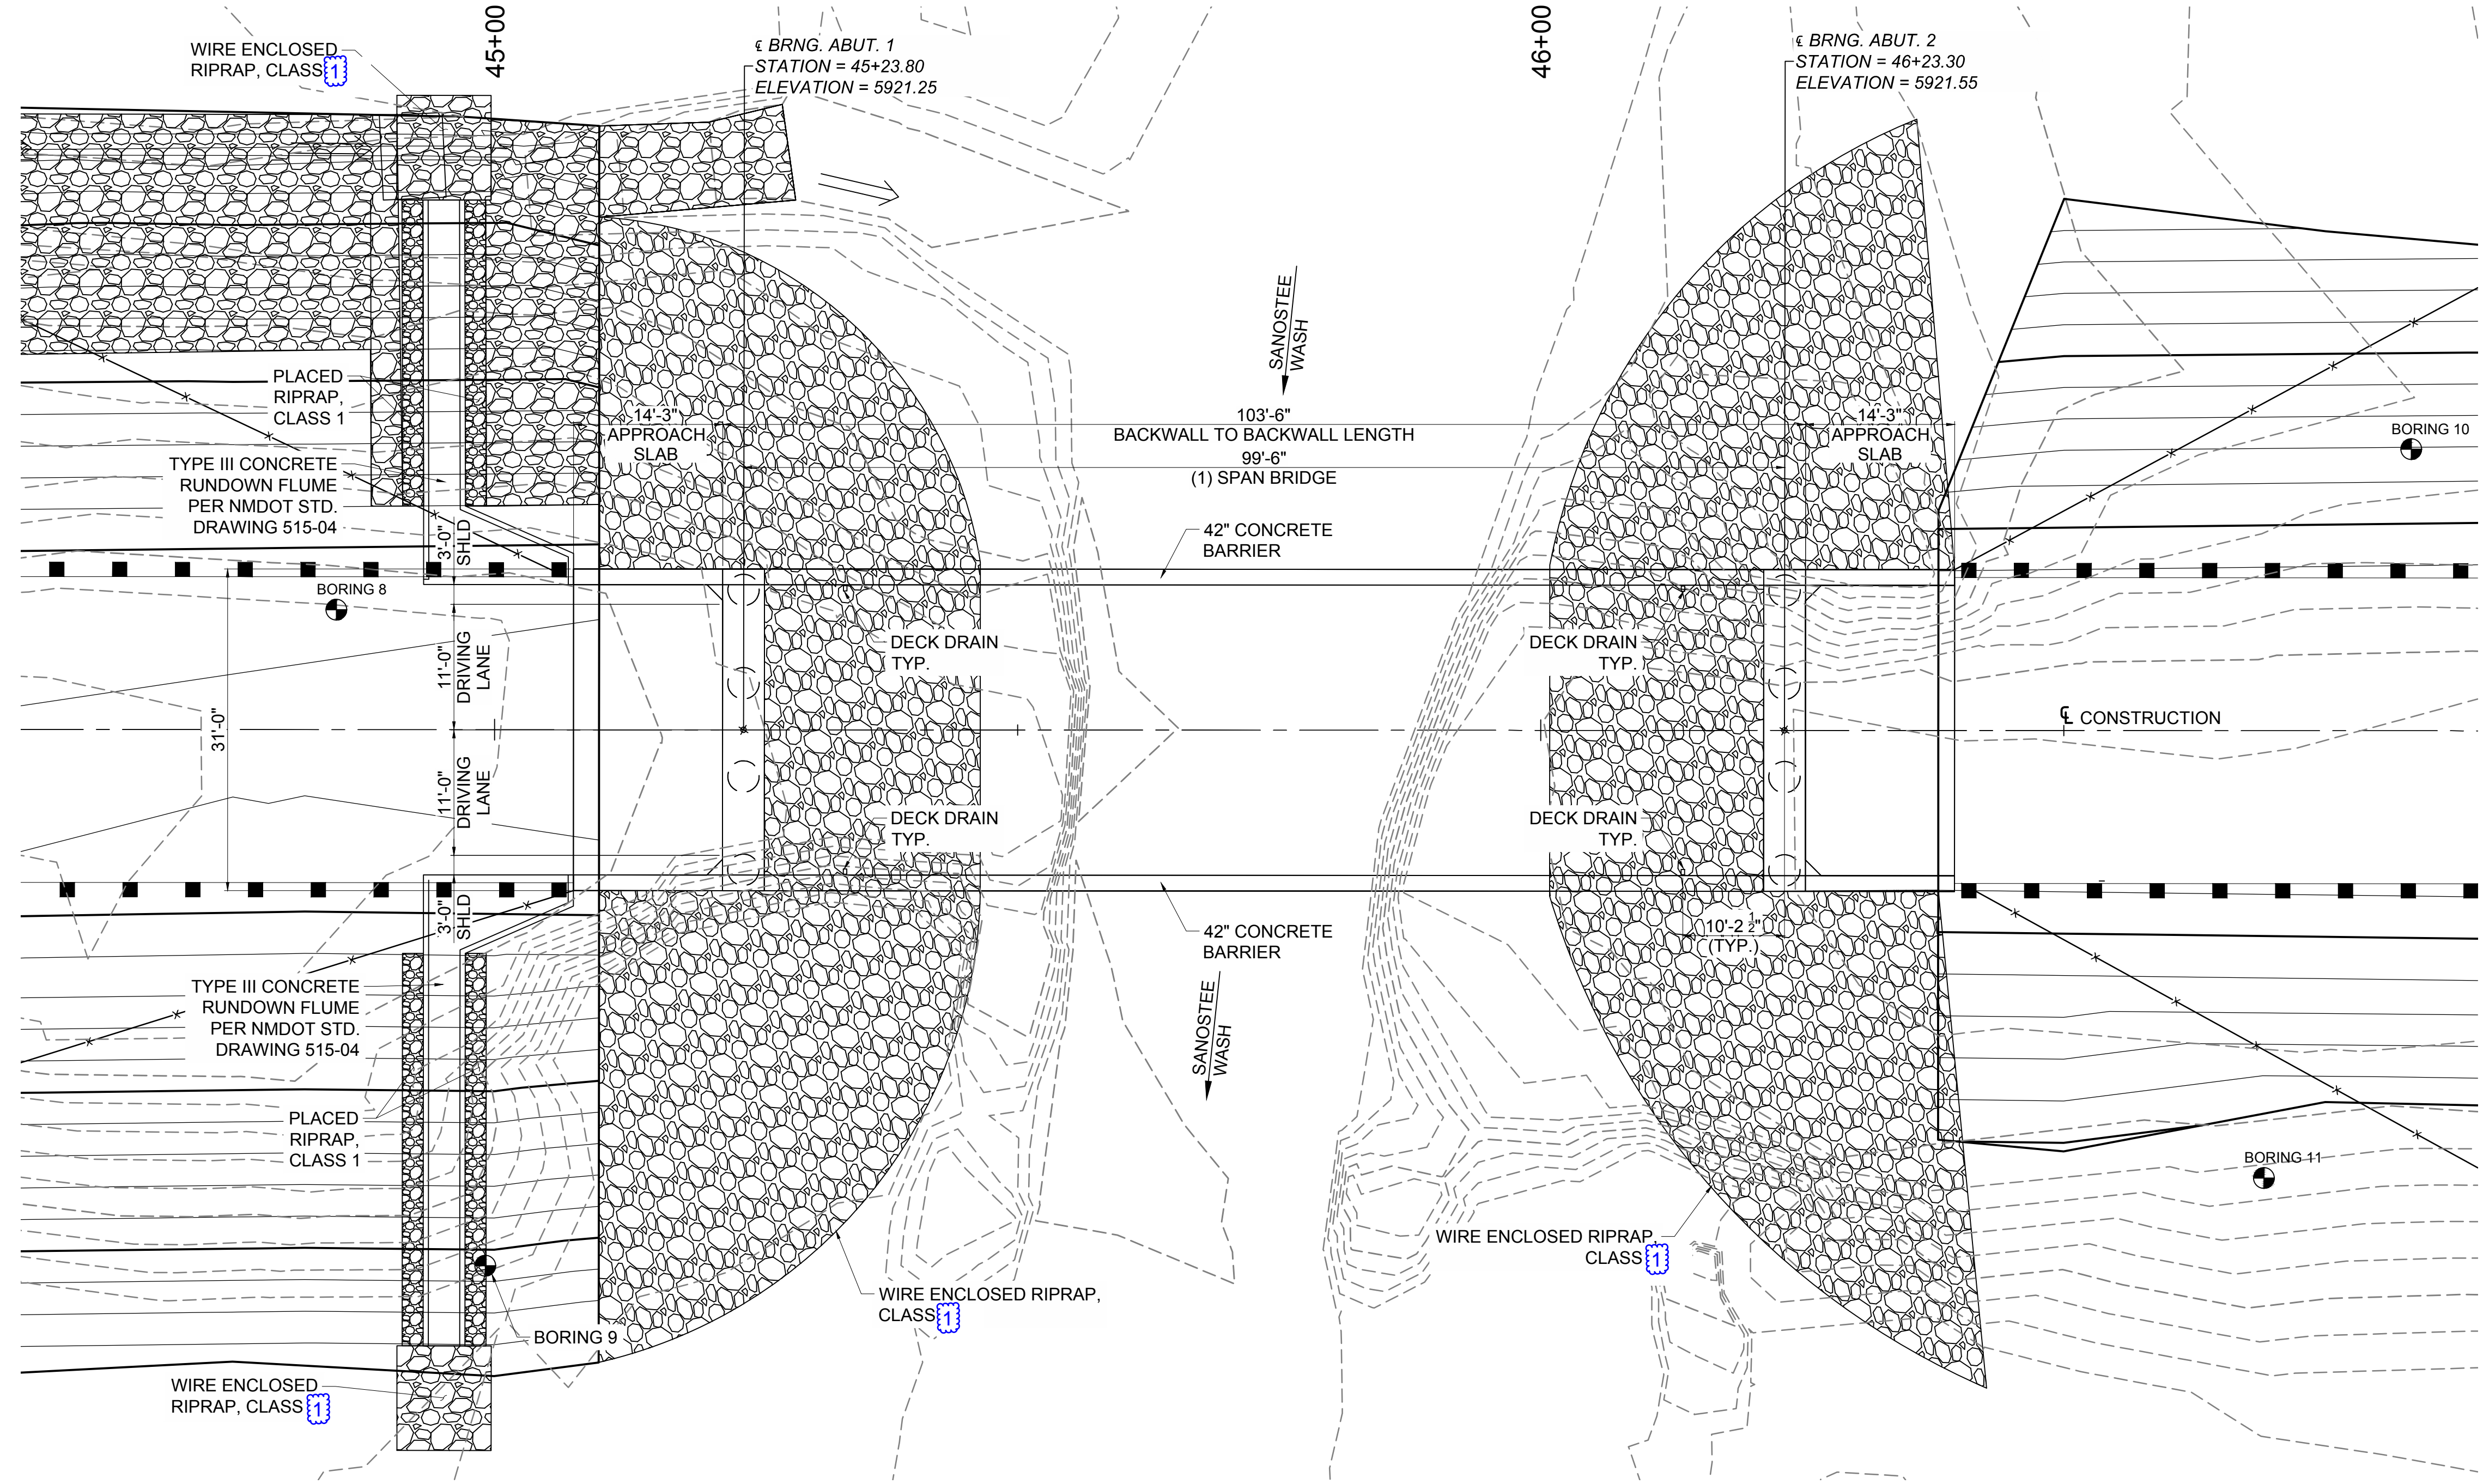 45+00
46+00
WIRE ENCLOSED
RIPRAP, CLASS 1
℄ BRNG. ABUT. 1
STATION = 45+23.80
ELEVATION = 5921.25
℄ BRNG. ABUT. 2
STATION = 46+23.30
ELEVATION = 5921.55
SANOSTEE
WASH
PLACED
RIPRAP,
CLASS 1
14'-3"
APPROACH
SLAB
103'-6"
BACKWALL TO BACKWALL LENGTH
99'-6"
(1) SPAN BRIDGE
14'-3"
APPROACH
SLAB
BORING 10
TYPE III CONCRETE
RUNDOWN FLUME
PER NMDOT STD.
DRAWING 515-04
3'-0"
SHLD
42" CONCRETE
BARRIER
BORING 8
DECK DRAIN
TYP.
DECK DRAIN
TYP.
11'-0"
DRIVING
LANE
31'-0"
℄ CONSTRUCTION
11'-0"
DRIVING
LANE
DECK DRAIN
TYP.
DECK DRAIN
TYP.
3'-0"
SHLD
42" CONCRETE
BARRIER
10'-2 1/2"
(TYP.)
TYPE III CONCRETE
RUNDOWN FLUME
PER NMDOT STD.
DRAWING 515-04
SANOSTEE
WASH
PLACED
RIPRAP,
CLASS 1
BORING 11
WIRE ENCLOSED RIPRAP,
CLASS 1
WIRE ENCLOSED RIPRAP,
CLASS 1
BORING 9
WIRE ENCLOSED
RIPRAP, CLASS 1